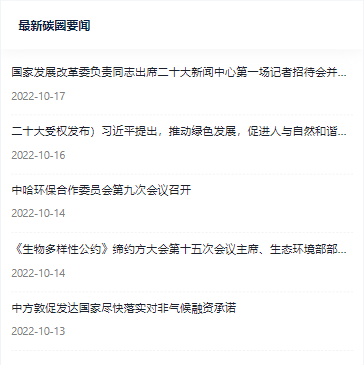 最新碳圈要闻
国家发展改革委负责同志出席二十大新闻中心第一场记者招待会并...
2022-10-17
二十大受权发布）习近平提出，推动绿色发展，促进人与自然和谐...
2022-10-16
中哈环保合作委员会第九次会议召开
2022-10-14
《生物多样性公约》缔约方大会第十五次会议主席、生态环境部部...
2022-10-14
中方敦促发达国家尽快落实对非气候融资承诺
2022-10-13